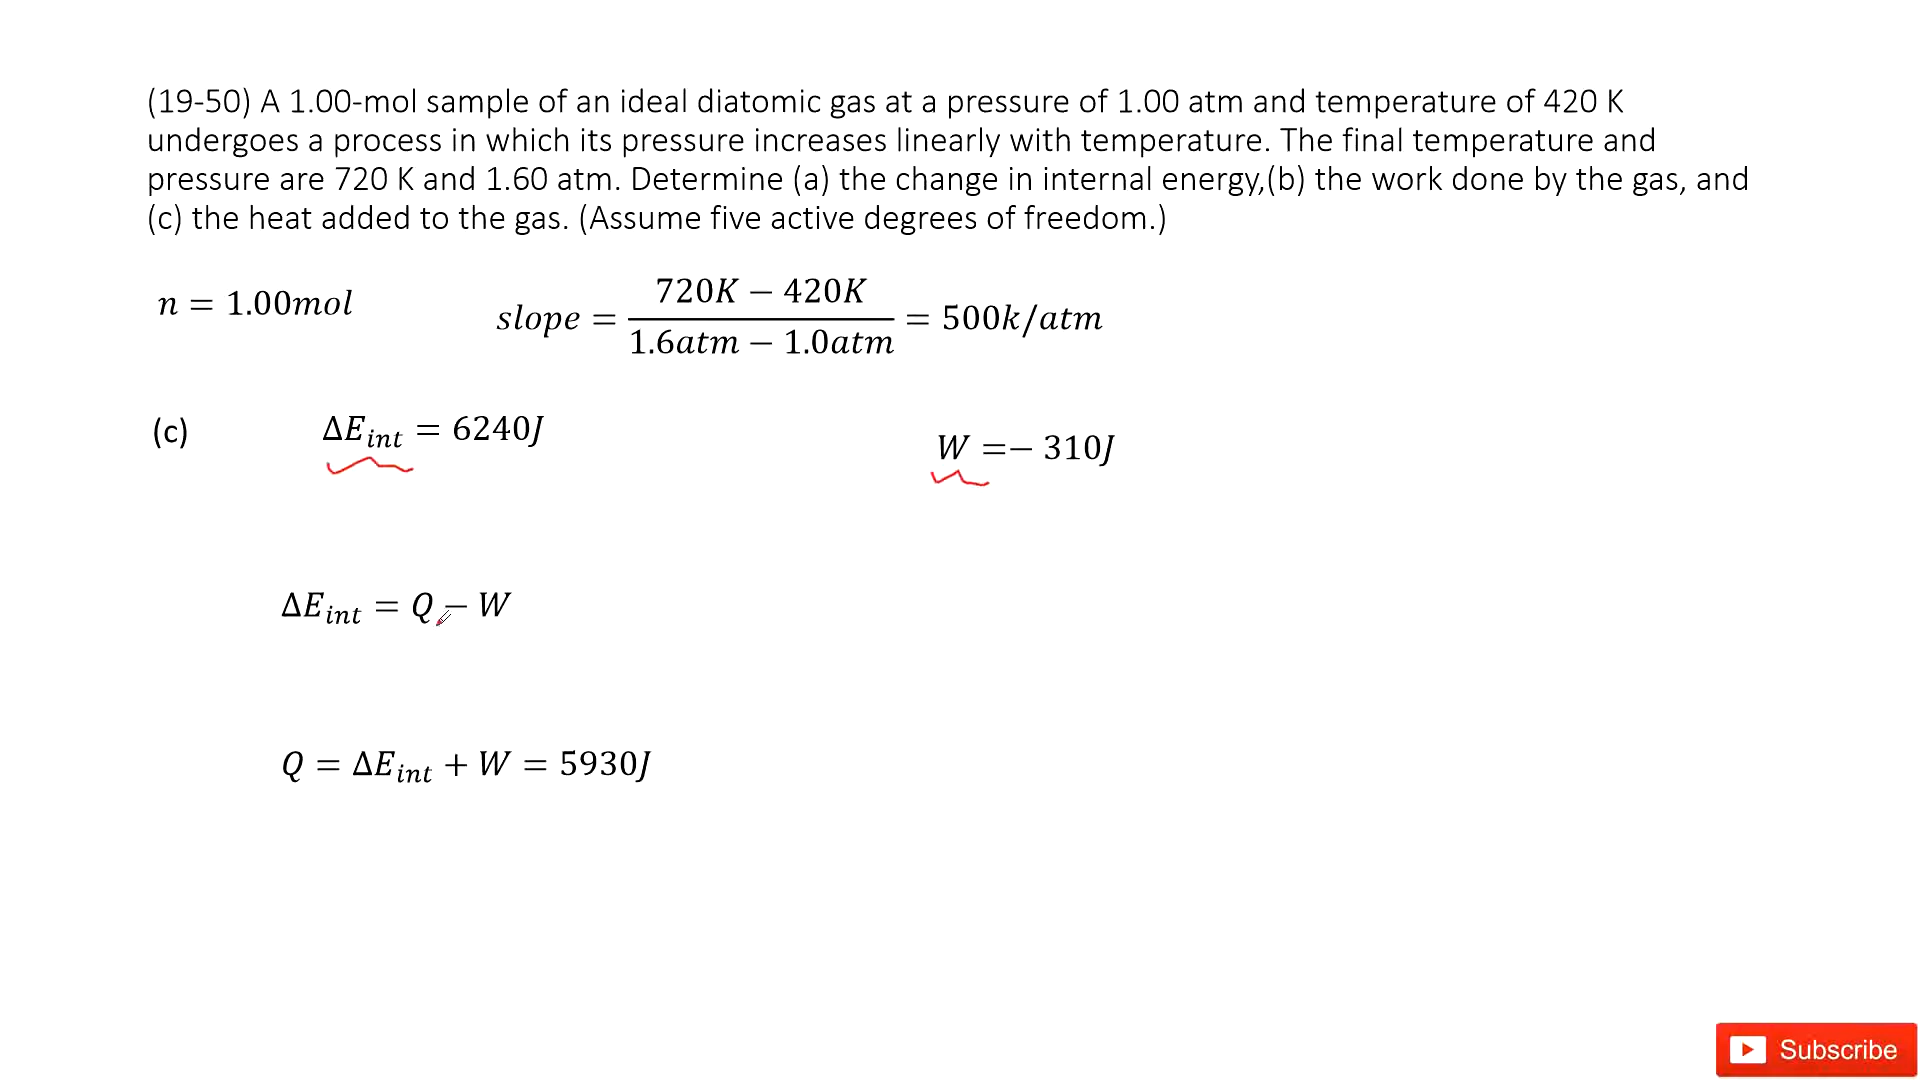 (19-50) A 1.00-mol sample of an ideal diatomic gas at a pressure of 1.00 atm and temperature of 420 K
undergoes a process in which its pressure increases linearly with temperature. The final temperature and
pressure are 720 K and 1.60 atm. Determine (a) the change in internal energy,(b) the work done by the gas, and
(c) the heat added to the gas. (Assume five active degrees of freedom.)
n = 1.00mol
slope = (720K − 420K) / (1.6atm − 1.0atm) = 500k/atm
(c)
ΔE_int = 6240J
W =− 310J
ΔE_int = Q − W
Q = ΔE_int + W = 5930J
Subscribe